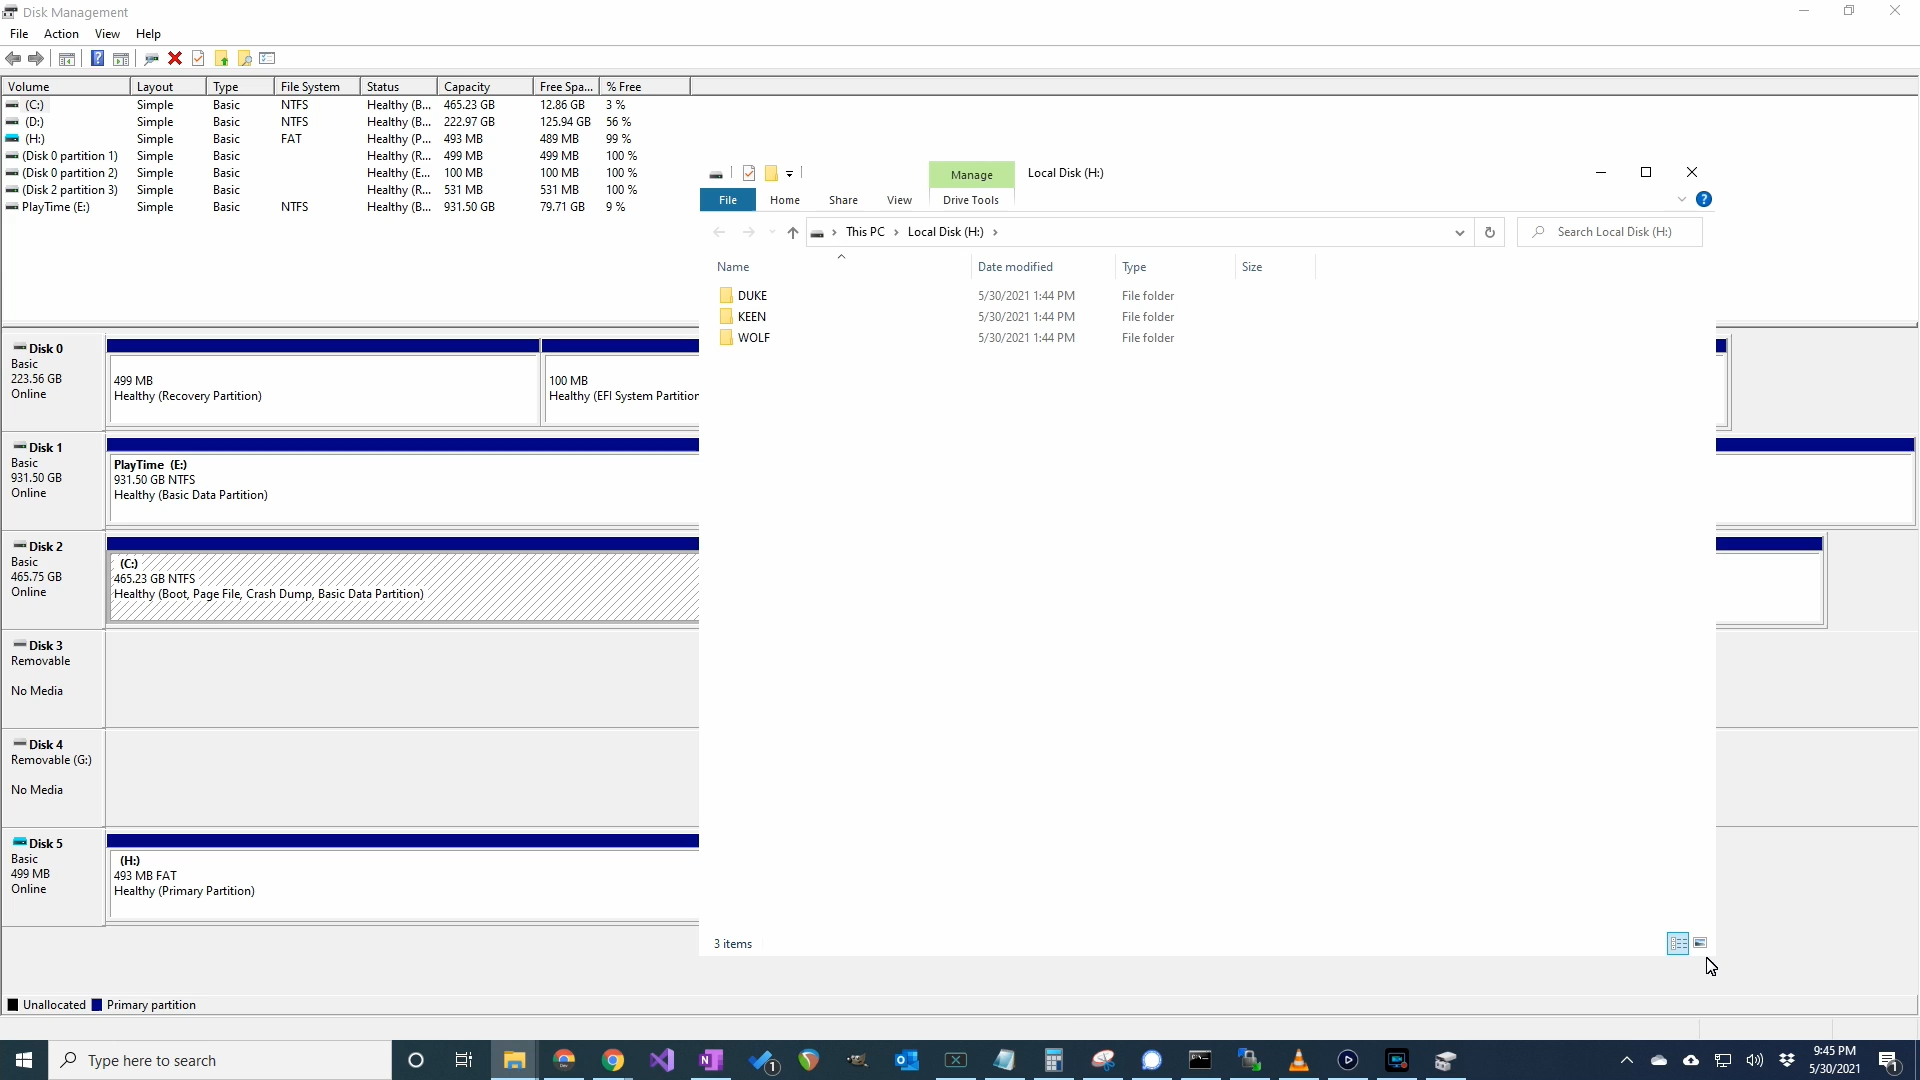 Disk Management
File Action View Help
Volume Layout Type File System Status Capacity Free Spa... % Free
(C:) Simple Basic NTFS Healthy (B... 465.23 GB 12.86 GB 3 %
(D:) Simple Basic NTFS Healthy (B... 222.97 GB 125.94 GB 56 %
(H:) Simple Basic FAT Healthy (P... 493 MB 489 MB 99 %
(Disk 0 partition 1) Simple Basic Healthy (R... 499 MB 499 MB 100 %
(Disk 0 partition 2) Simple Basic Healthy (E... 100 MB 100 MB 100 %
(Disk 2 partition 3) Simple Basic Healthy (R... 531 MB 531 MB 100 %
PlayTime (E:) Simple Basic NTFS Healthy (B... 931.50 GB 79.71 GB 9 %
Manage Local Disk (H:)
File Home Share View Drive Tools
This PC Local Disk (H:) Search Local Disk (H:)
Name Date modified Type Size
DUKE 5/30/2021 1:44 PM File folder
KEEN 5/30/2021 1:44 PM File folder
WOLF 5/30/2021 1:44 PM File folder
3 items
Disk 0
Basic
223.56 GB
Online
499 MB
Healthy (Recovery Partition)
100 MB
Healthy (EFI System Partition
Disk 1
Basic
931.50 GB
Online
PlayTime (E:)
931.50 GB NTFS
Healthy (Basic Data Partition)
Disk 2
Basic
465.75 GB
Online
(C:)
465.23 GB NTFS
Healthy (Boot, Page File, Crash Dump, Basic Data Partition)
Disk 3
Removable
No Media
Disk 4
Removable (G:)
No Media
Disk 5
Basic
499 MB
Online
(H:)
493 MB FAT
Healthy (Primary Partition)
Unallocated Primary partition
Type here to search
9:45 PM
5/30/2021